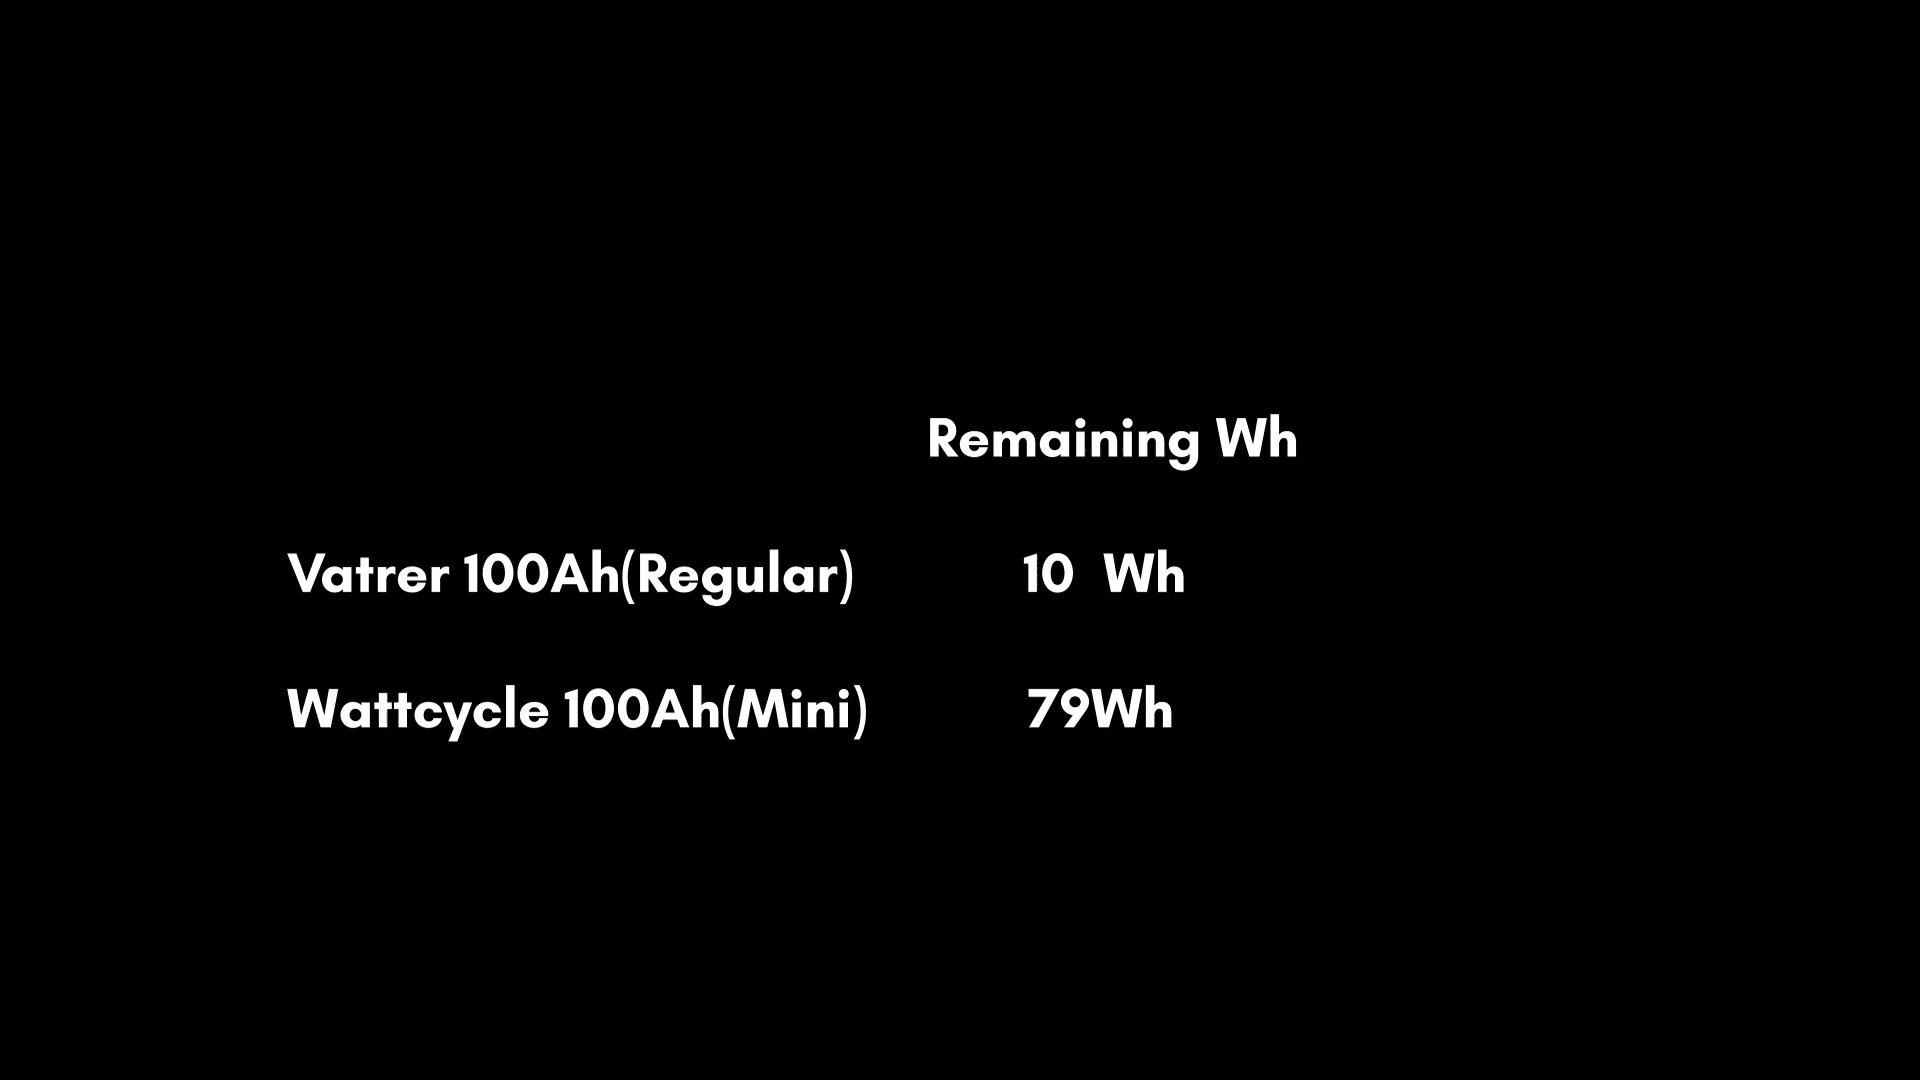 Remaining Wh
Vatrer 100Ah(Regular) 10 Wh
Wattcycle 100Ah(Mini) 79Wh